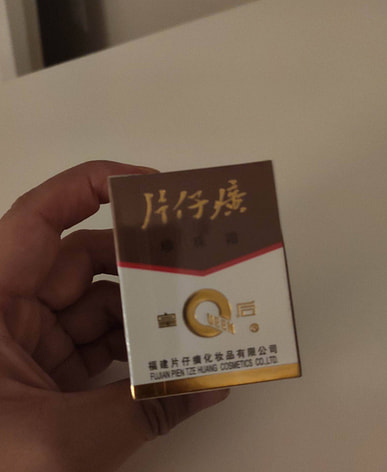 片仔癀
皇后
福建片仔癀化妆品有限公司
FUJIAN PIEN TZE HUANG COSMETICS CO.,LTD.